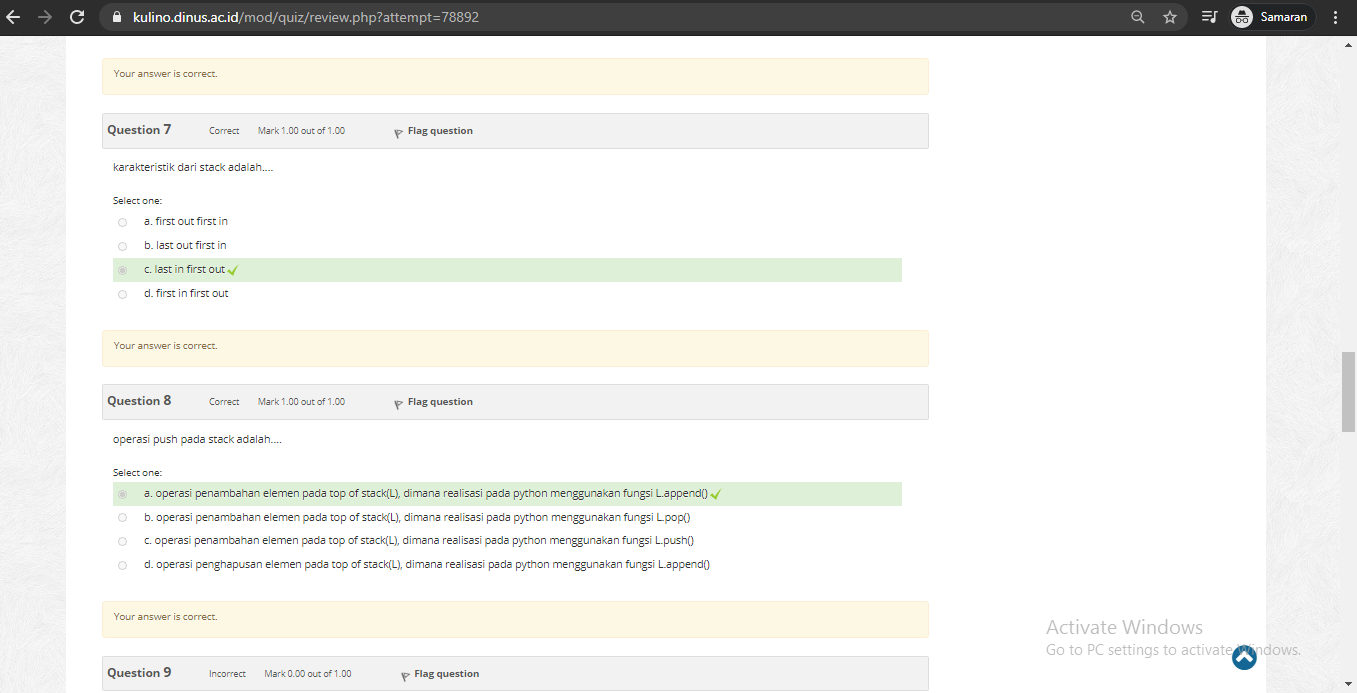 kulino.dinus.ac.id/mod/quiz/review.php?attempt=78892
Samaran
Your answer is correct.
Question 7 Correct Mark 1.00 out of 1.00 Flag question
karakteristik dari stack adalah....
Select one:
a. first out first in
b. last out first in
c. last in first out
d. first in first out
Your answer is correct.
Question 8 Correct Mark 1.00 out of 1.00 Flag question
operasi push pada stack adalah....
Select one:
a. operasi penambahan elemen pada top of stack(L), dimana realisasi pada python menggunakan fungsi L.append()
b. operasi penambahan elemen pada top of stack(L), dimana realisasi pada python menggunakan fungsi L.pop()
c. operasi penambahan elemen pada top of stack(L), dimana realisasi pada python menggunakan fungsi L.push()
d. operasi penghapusan elemen pada top of stack(L), dimana realisasi pada python menggunakan fungsi L.append()
Your answer is correct.
Question 9 Incorrect Mark 0.00 out of 1.00 Flag question
Activate Windows
Go to PC settings to activate Windows.